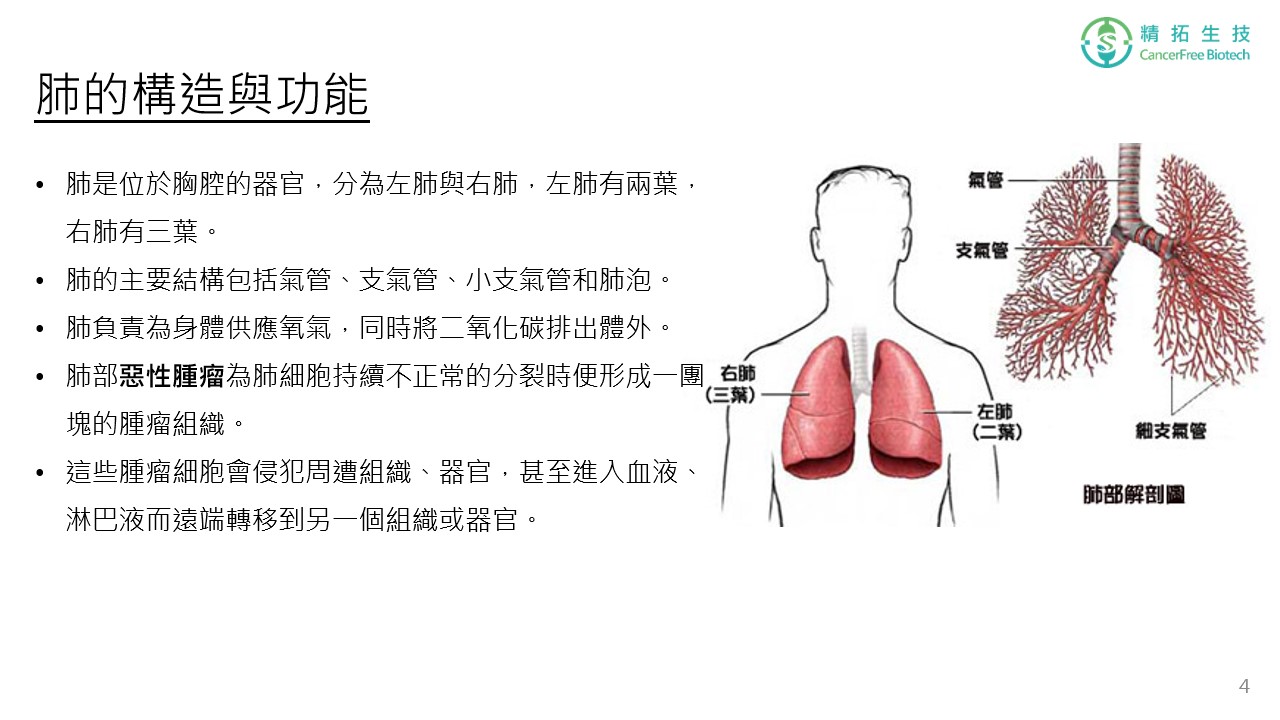 精拓生技
CancerFree Biotech
肺的構造與功能
• 肺是位於胸腔的器官，分為左肺與右肺，左肺有兩葉，
右肺有三葉。
• 肺的主要結構包括氣管、支氣管、小支氣管和肺泡。
• 肺負責為身體供應氧氣，同時將二氧化碳排出體外。
• 肺部惡性腫瘤為肺細胞持續不正常的分裂時便形成一團
塊的腫瘤組織。
• 這些腫瘤細胞會侵犯周遭組織、器官，甚至進入血液、
淋巴液而遠端轉移到另一個組織或器官。
氣管
支氣管
右肺
（三葉）
左肺
（二葉）
細支氣管
肺部解剖圖
4